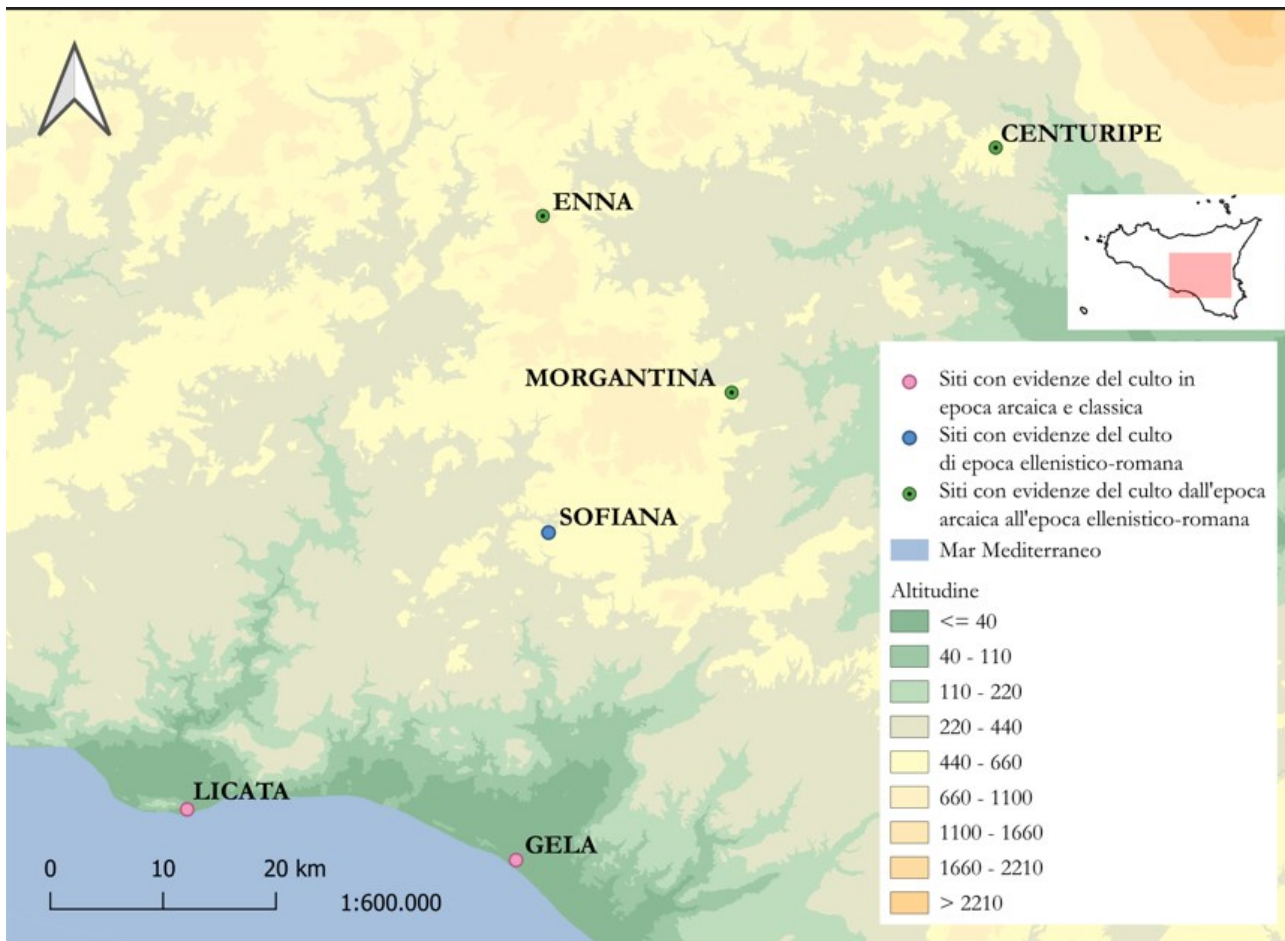 CENTURIPE
ENNA
MORGANTINA
SOFIANA
LICATA
GELA
0 10 20 km
1:600.000
Siti con evidenze del culto in
epoca arcaica e classica
Siti con evidenze del culto
di epoca ellenistico-romana
Siti con evidenze del culto dall'epoca
arcaica all'epoca ellenistico-romana
Mar Mediterraneo
Altitudine
<= 40
40 - 110
110 - 220
220 - 440
440 - 660
660 - 1100
1100 - 1660
1660 - 2210
> 2210